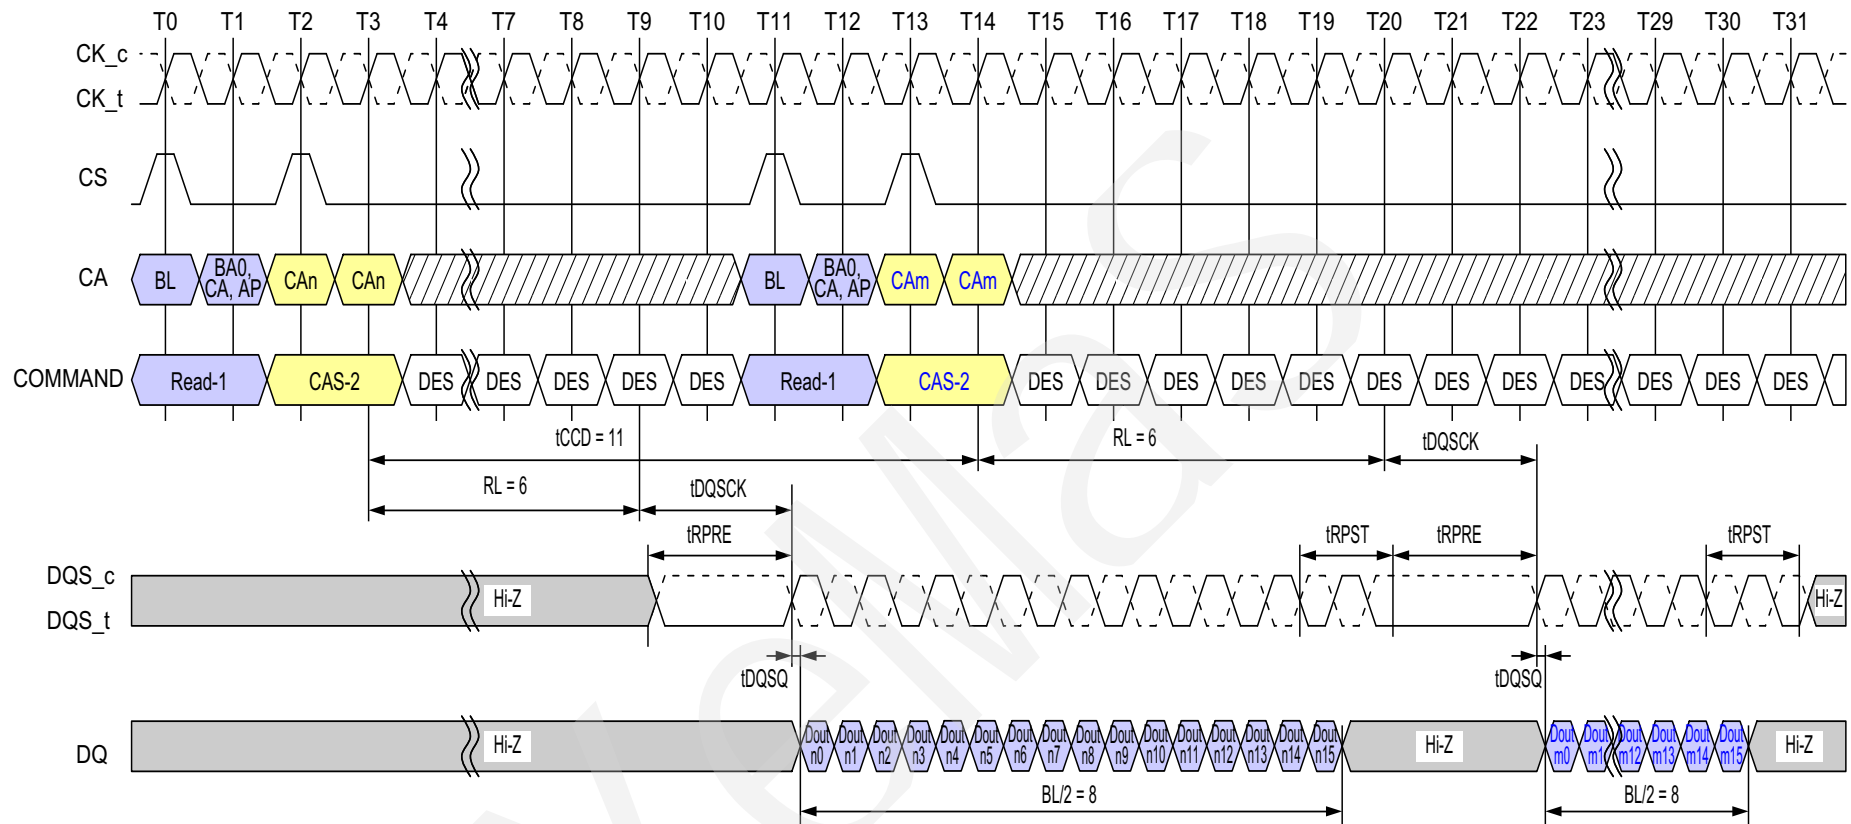 T0 T1 T2 T3 T4 T7 T8 T9 T10 T11 T12 T13 T14 T15 T16 T17 T18 T19 T20 T21 T22 T23 T29 T30 T31
CK_c
CK_t
CS
CA BL BA0, CA, AP CAn CAn BL BA0, CA, AP CAm CAm
COMMAND Read-1 CAS-2 DES DES DES DES DES Read-1 CAS-2 DES DES DES DES DES DES DES DES DES DES DES DES
tCCD = 11 RL = 6 tDQSCK
RL = 6 tDQSCK
tRPRE tRPST tRPRE tRPST
DQS_c
DQS_t Hi-Z Hi-Z
tDQSQ tDQSQ
DQ Hi-Z Dout n0 Dout n1 Dout n2 Dout n3 Dout n4 Dout n5 Dout n6 Dout n7 Dout n8 Dout n9 Dout n10 Dout n11 Dout n12 Dout n13 Dout n14 Dout n15 Hi-Z Dout m0 Dout m1 Dout m12 Dout m13 Dout m14 Dout m15 Hi-Z
BL/2 = 8 BL/2 = 8